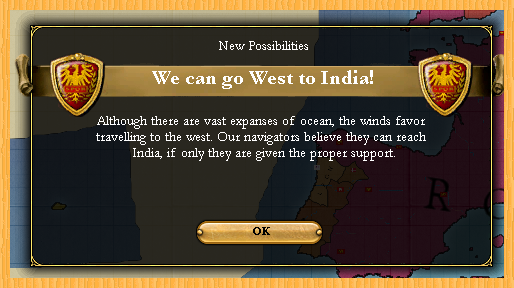 New Possibilities
We can go West to India!
Although there are vast expanses of ocean, the winds favor
travelling to the west. Our navigators believe they can reach
India, if only they are given the proper support.
R
OK